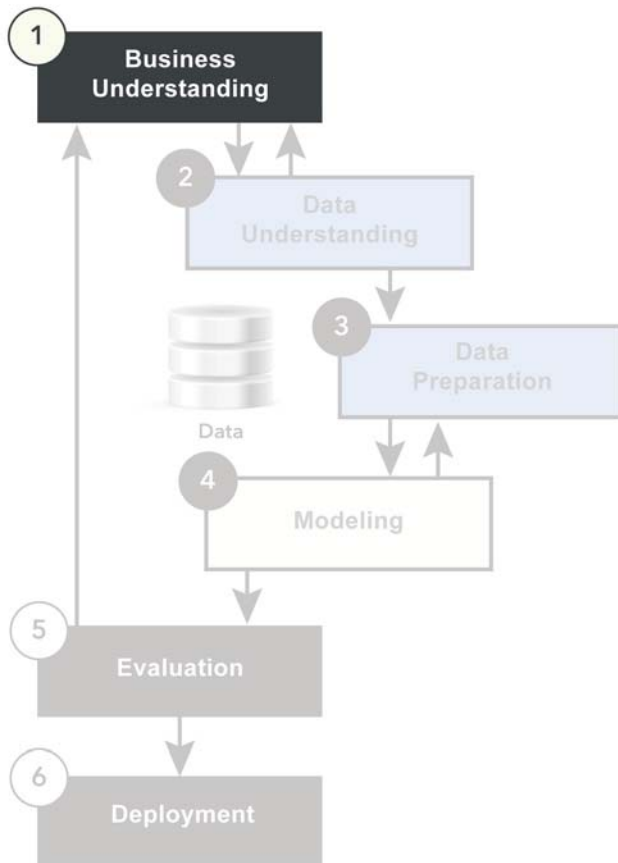 1
Business
Understanding
2
Data
Understanding
3
Data
Preparation
Data
4
Modeling
5
Evaluation
6
Deployment